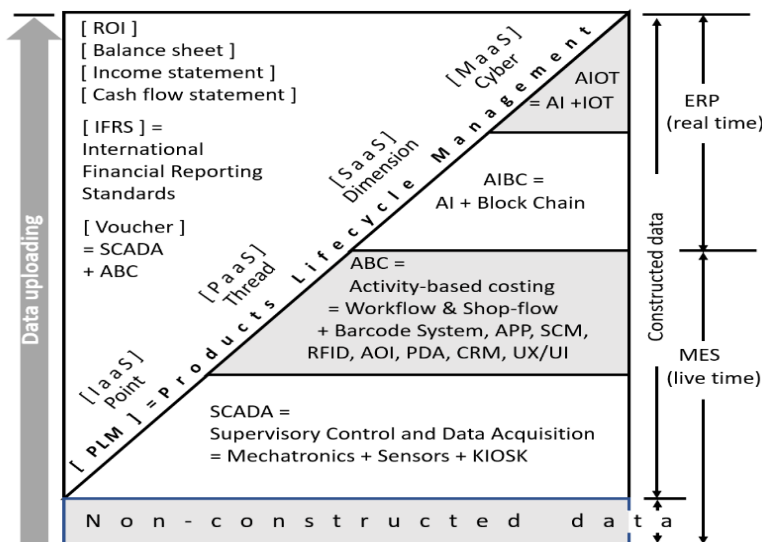 [ ROI ]
[ Balance sheet ]
[ Income statement ]
[ Cash flow statement ]
[ IFRS ] =
International
Financial Reporting
Standards
[ Voucher ]
= SCADA
+ ABC
[MaaS]
Cyber
[SaaS]
Dimension
[PaaS]
Thread
[IaaS]
Point
[ PLM ] = Products Lifecycle Management
AIOT
= AI +IOT
AIBC =
AI + Block Chain
ABC =
Activity-based costing
= Workflow & Shop-flow
+ Barcode System, APP, SCM,
RFID, AOI, PDA, CRM, UX/UI
SCADA =
Supervisory Control and Data Acquisition
= Mechatronics + Sensors + KIOSK
Non-constructed data
Data uploading
Constructed data
ERP
(real time)
MES
(live time)